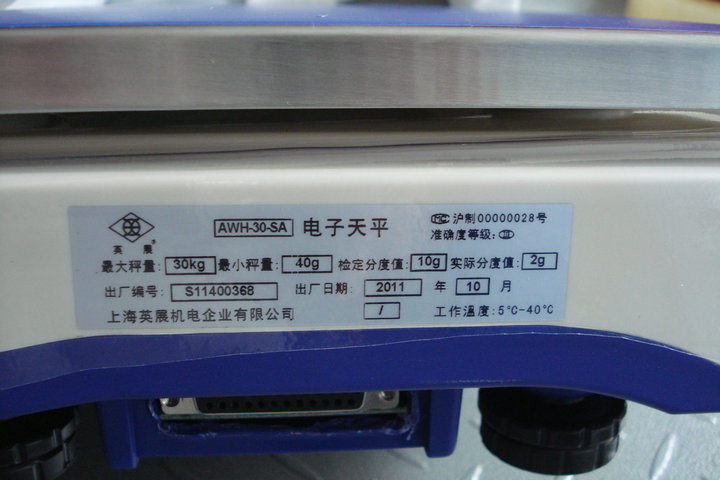 AWH-30-SA 电子天平 MC 沪制00000028号
英展® 准确度等级: III
最大秤量: 30kg 最小秤量: 40g 检定分度值: 10g 实际分度值: 2g
出厂编号: S11400368 出厂日期: 2011 年 10 月
上海英展机电企业有限公司 / 工作温度: 5℃-40℃